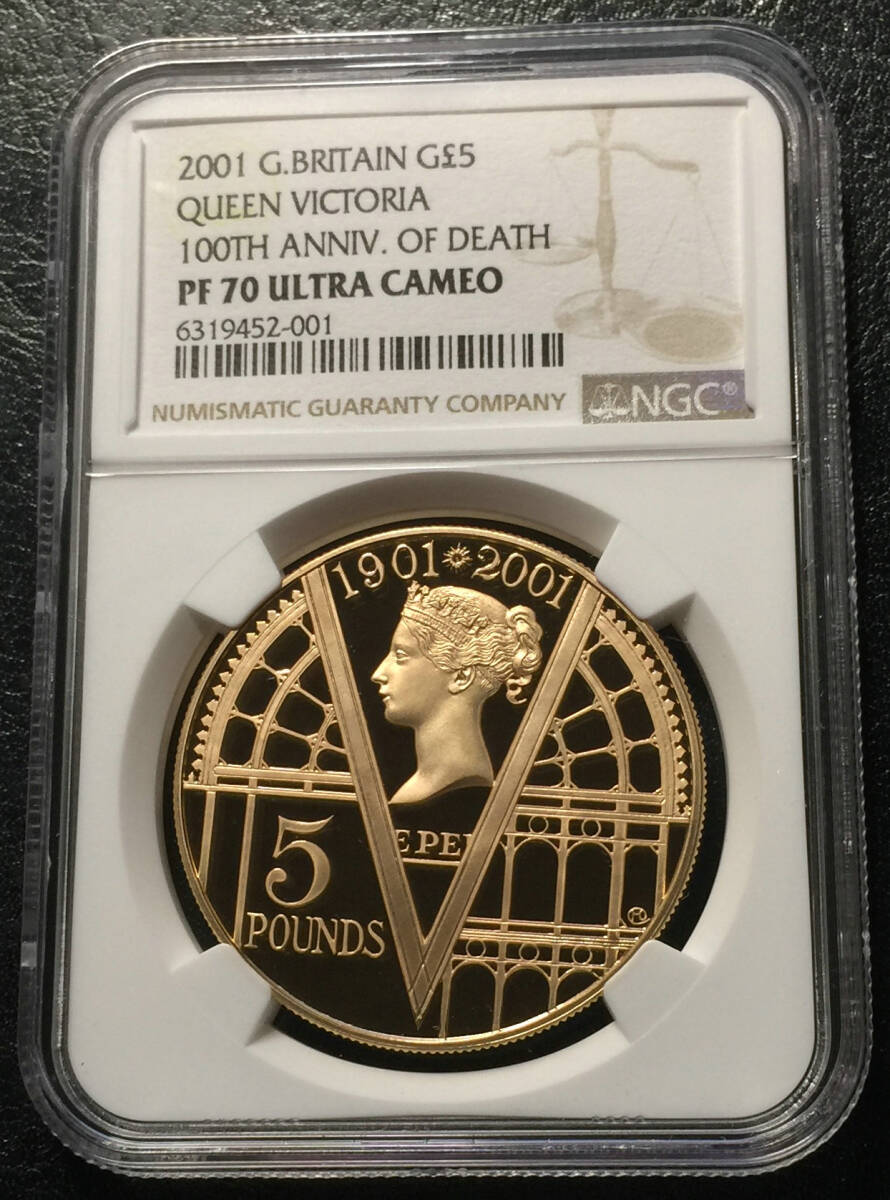 2001 G.BRITAIN G£5
QUEEN VICTORIA
100TH ANNIV. OF DEATH
PF 70 ULTRA CAMEO
6319452-001
NUMISMATIC GUARANTY COMPANY
NGC®
1901 2001
E PE
5
POUNDS